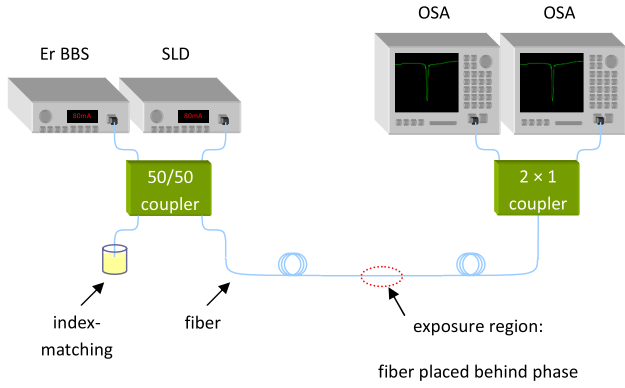 OSA
OSA
Er BBS
SLD
80mA
80mA
50/50
coupler
2 × 1
coupler
index-
matching
fiber
exposure region:
fiber placed behind phase